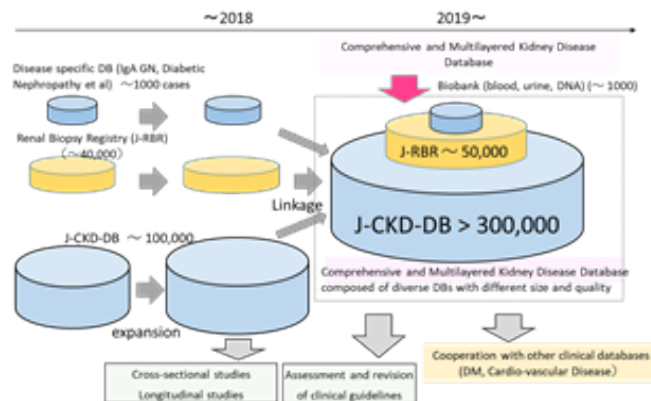 ～2018
2019～
Comprehensive and Multilayered Kidney Disease
Database
Disease specific DB (IgA GN, Diabetic
Nephropathy et al) ～1000 cases
Biobank (blood, urine, DNA) (～ 1000)
Renal Biopsy Registry (J-RBR)
（～40,000）
J-RBR ～ 50,000
Linkage
J-CKD-DB > 300,000
J-CKD-DB ～ 100,000
Comprehensive and Multilayered Kidney Disease Database
composed of diverse DBs with different size and quality
expansion
Cross-sectional studies
Longitudinal studies
Assessment and revision
of clinical guidelines
Cooperation with other clinical databases
(DM, Cardio-vascular Disease）